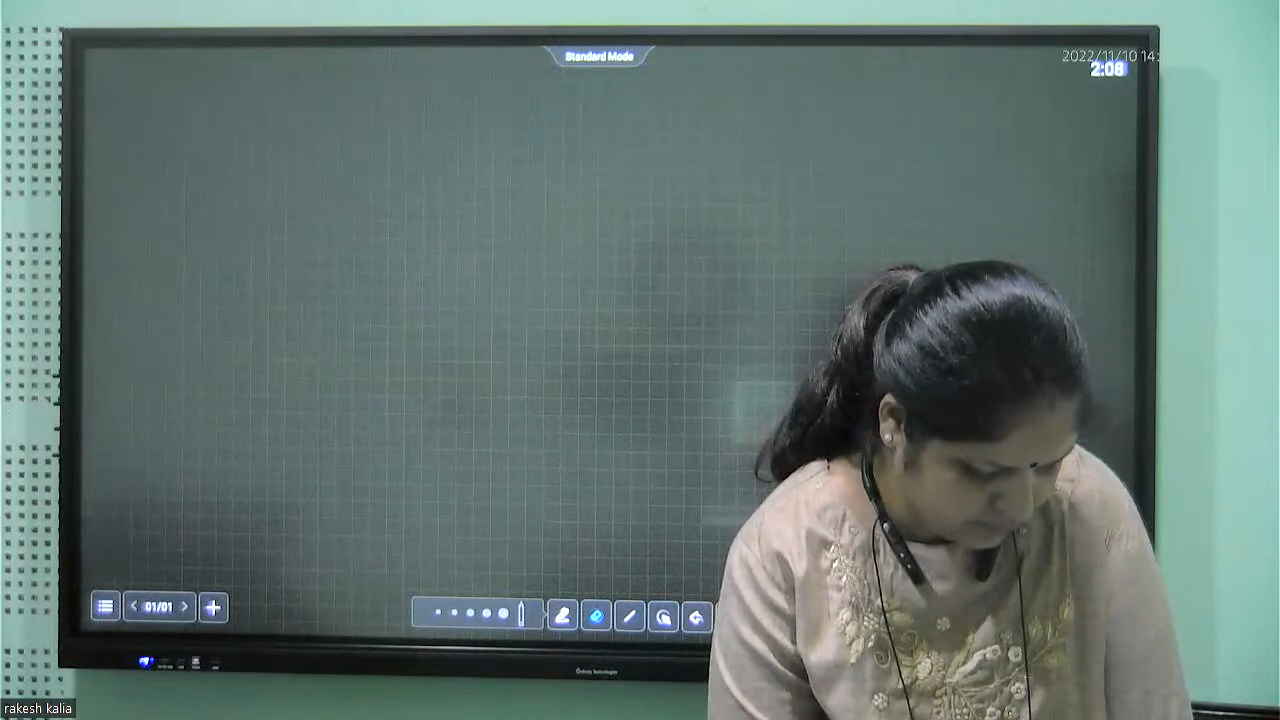 Standard Mode
2022/11/10 14:
2:08
01/01
rakesh kalia